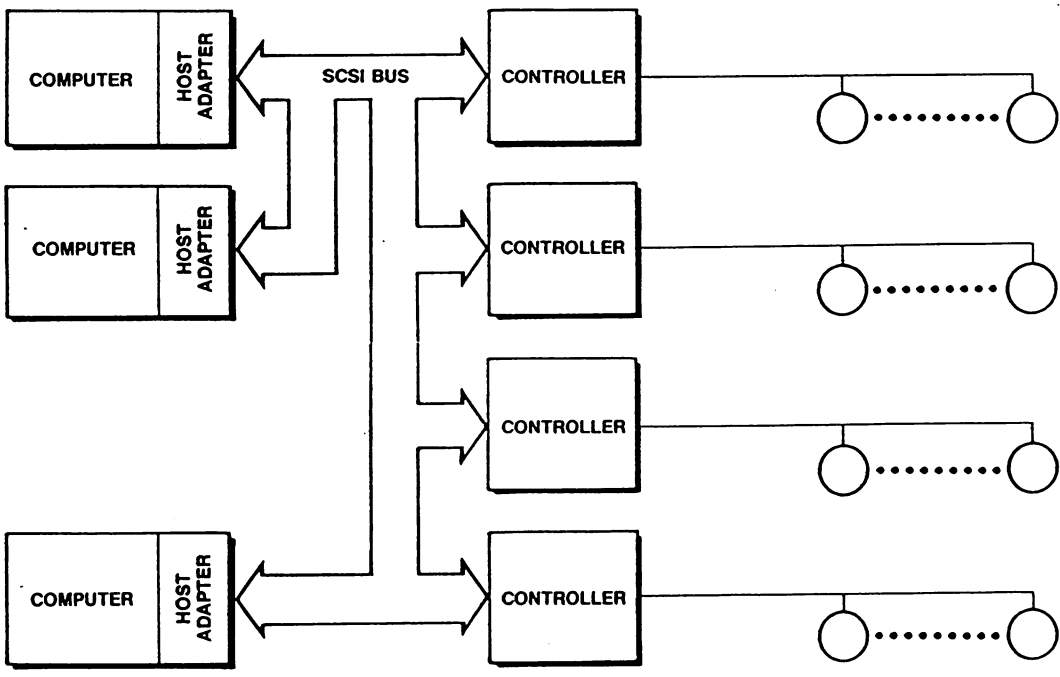 COMPUTER
HOST
ADAPTER
SCSI BUS
CONTROLLER
COMPUTER
HOST
ADAPTER
CONTROLLER
CONTROLLER
COMPUTER
HOST
ADAPTER
CONTROLLER